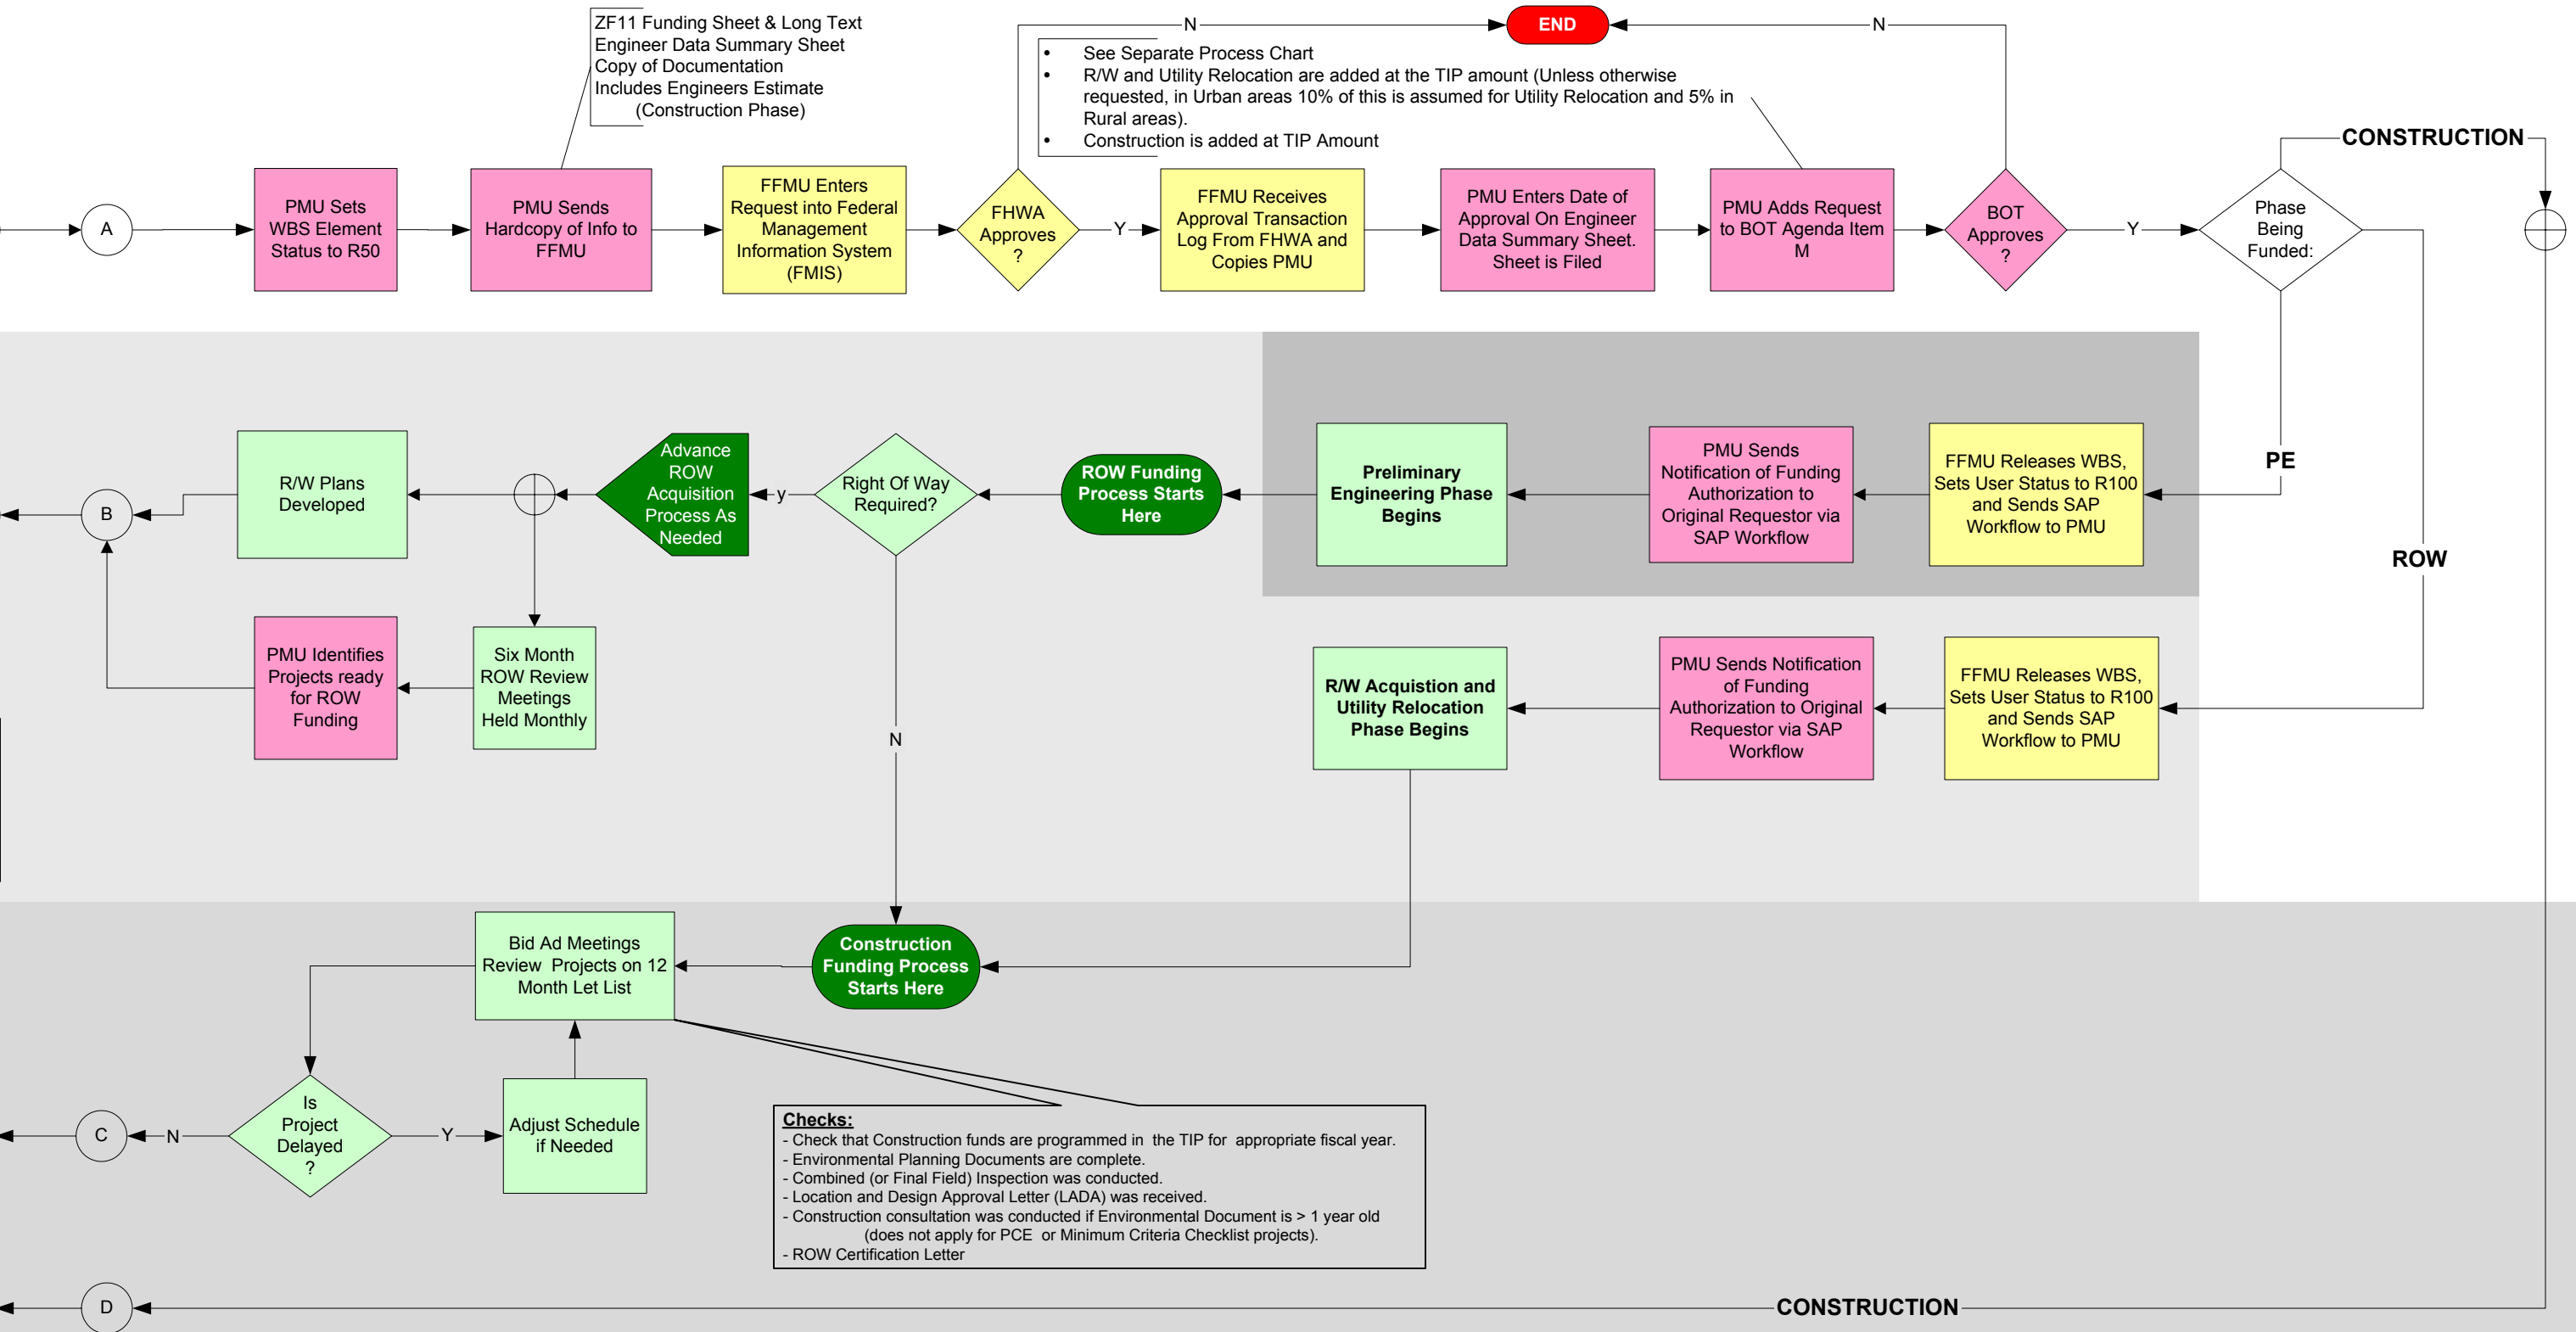 ZF11 Funding Sheet & Long Text
Engineer Data Summary Sheet
Copy of Documentation
Includes Engineers Estimate
(Construction Phase)
N
END
N
• See Separate Process Chart
• R/W and Utility Relocation are added at the TIP amount (Unless otherwise
requested, in Urban areas 10% of this is assumed for Utility Relocation and 5% in
Rural areas).
• Construction is added at TIP Amount
CONSTRUCTION
A
PMU Sets
WBS Element
Status to R50
PMU Sends
Hardcopy of Info to
FFMU
FFMU Enters
Request into Federal
Management
Information System
(FMIS)
FHWA
Approves
?
Y
FFMU Receives
Approval Transaction
Log From FHWA and
Copies PMU
PMU Enters Date of
Approval On Engineer
Data Summary Sheet.
Sheet is Filed
PMU Adds Request
to BOT Agenda Item
M
BOT
Approves
?
Y
Phase
Being
Funded:
B
R/W Plans
Developed
Advance
ROW
Acquisition
Process As
Needed
y
Right Of Way
Required?
ROW Funding
Process Starts
Here
Preliminary
Engineering Phase
Begins
PMU Sends
Notification of Funding
Authorization to
Original Requestor via
SAP Workflow
FFMU Releases WBS,
Sets User Status to R100
and Sends SAP
Workflow to PMU
PE
ROW
PMU Identifies
Projects ready
for ROW
Funding
Six Month
ROW Review
Meetings
Held Monthly
N
R/W Acquistion and
Utility Relocation
Phase Begins
PMU Sends Notification
of Funding
Authorization to Original
Requestor via SAP
Workflow
FFMU Releases WBS,
Sets User Status to R100
and Sends SAP
Workflow to PMU
Bid Ad Meetings
Review Projects on 12
Month Let List
Construction
Funding Process
Starts Here
C
N
Is
Project
Delayed
?
Y
Adjust Schedule
if Needed
Checks:
- Check that Construction funds are programmed in the TIP for appropriate fiscal year.
- Environmental Planning Documents are complete.
- Combined (or Final Field) Inspection was conducted.
- Location and Design Approval Letter (LADA) was received.
- Construction consultation was conducted if Environmental Document is > 1 year old
(does not apply for PCE or Minimum Criteria Checklist projects).
- ROW Certification Letter
D
CONSTRUCTION